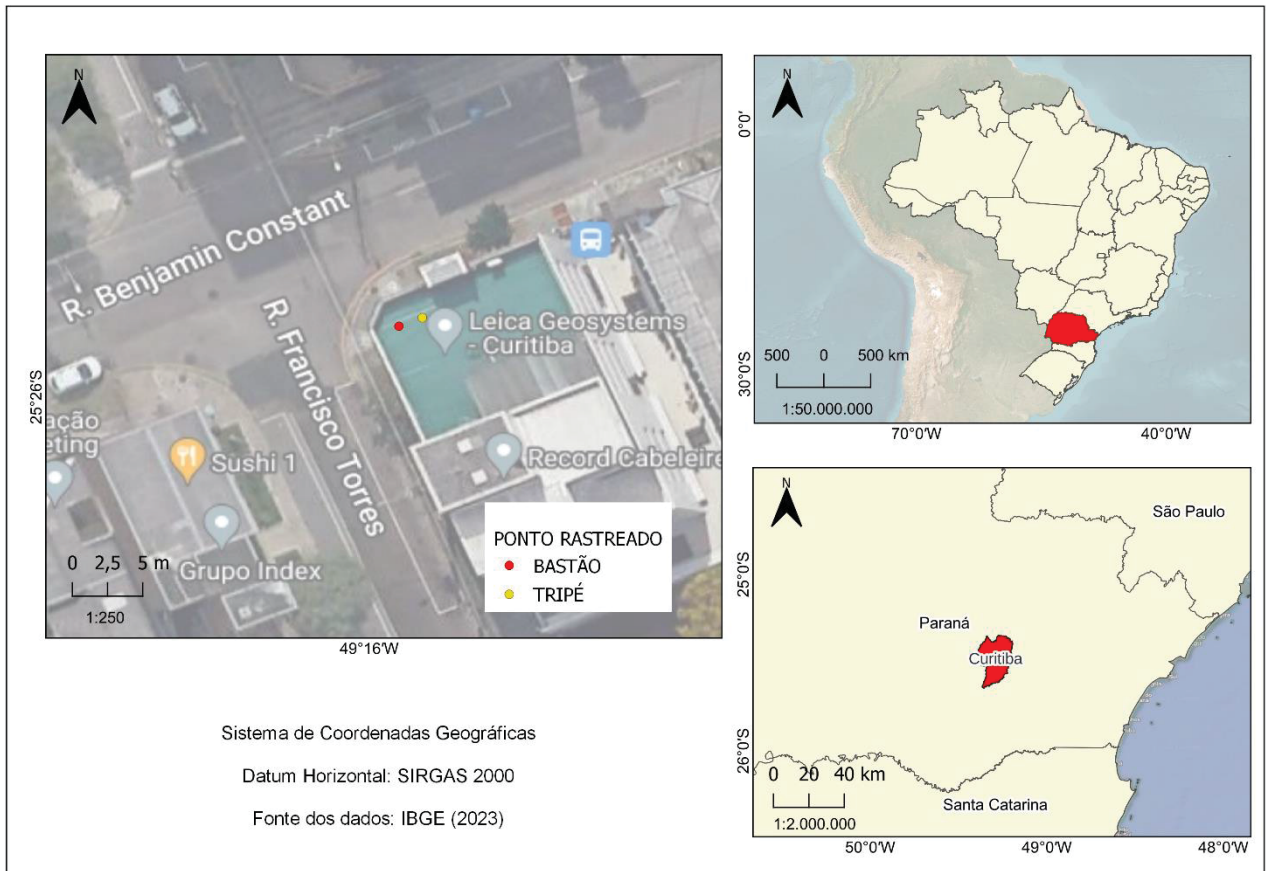 N
R. Benjamin Constant
R. Francisco Torres
Leica Geosystems
- Curitiba
ação
eting
Sushi 1
Record Cabeleire
Grupo Index
25°26'S
49°16'W
0 2,5 5 m
1:250
PONTO RASTREADO
BASTÃO
TRIPÉ
Sistema de Coordenadas Geográficas
Datum Horizontal: SIRGAS 2000
Fonte dos dados: IBGE (2023)
N
0°0'
30°0'S
500 0 500 km
1:50.000.000
70°0'W 40°0'W
N
São Paulo
Paraná
Curitiba
Santa Catarina
25°0'S
26°0'S
0 20 40 km
1:2.000.000
50°0'W 49°0'W 48°0'W